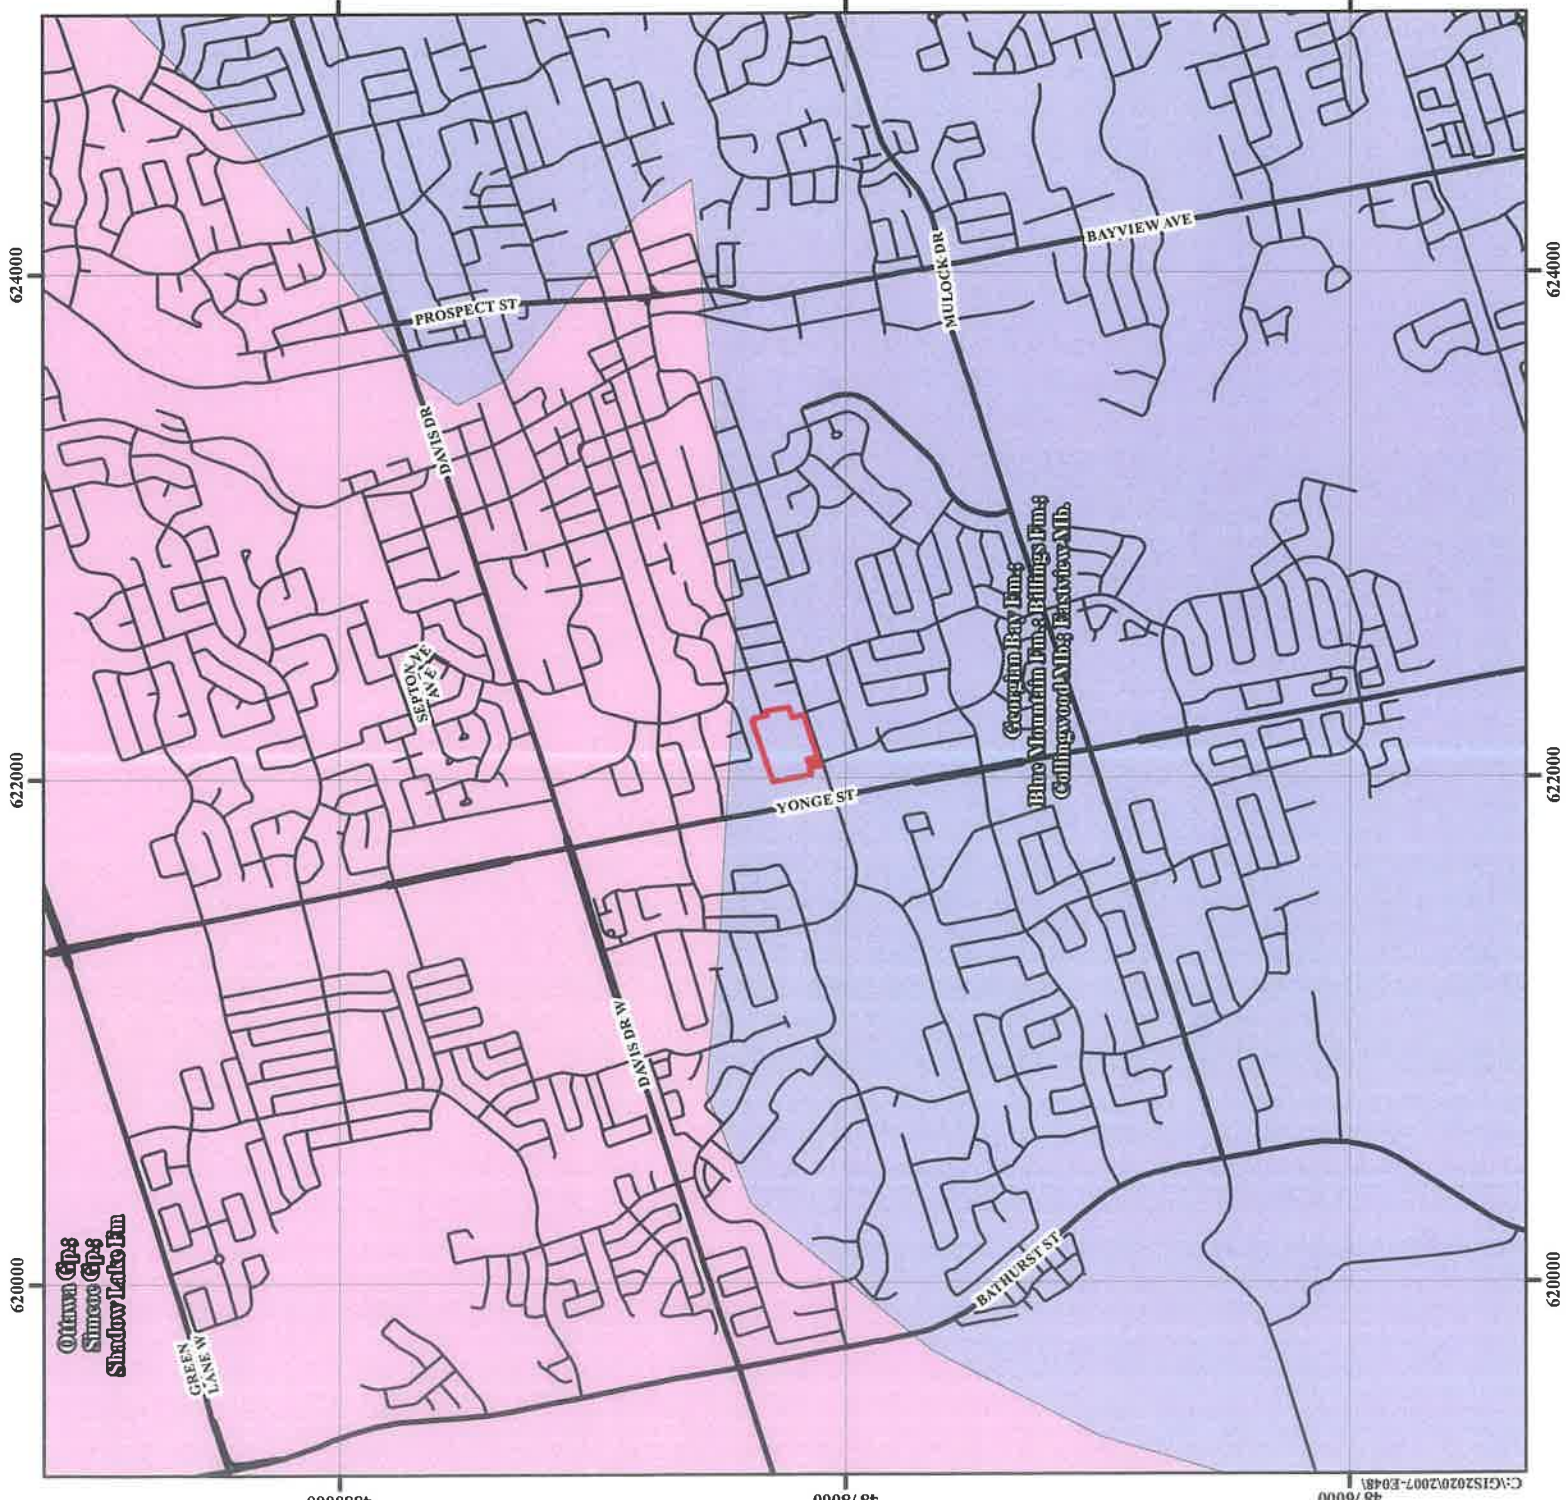 624000
624000
BAYVIEW AVE
MULOCK DR
PROSPECT ST
DAVIS DR
Georgian Bay Fm.;
Blue Mountain Fm.; Billings Fm.;
Collingwood Mb.; Eastview Mb.
SEPTON
AVE
622000
622000
YONGE ST
DAVIS DR W
Ottawa Gp.;
Simcoe Gp.;
Shadow Lake Fm
620000
620000
BATHURST ST
GREEN
LANE W
4878000
4876000
C:\GIS2020\2007-E048\